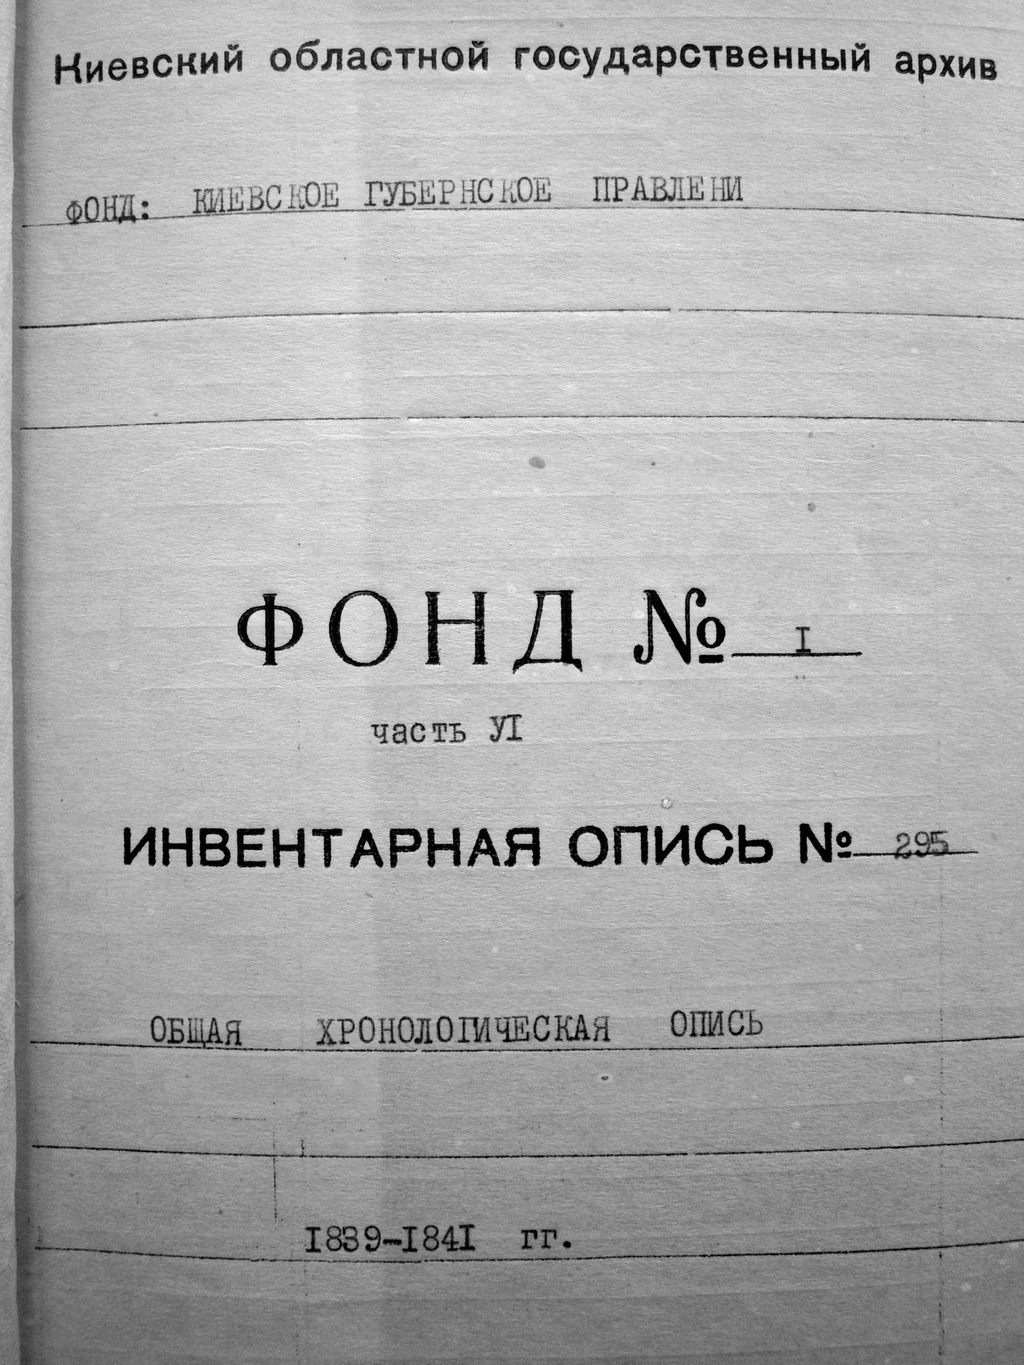 Киевский областной государственный архив
ФОНД: КИЕВСКОЕ ГУБЕРНСКОЕ ПРАВЛЕНИ
ФОНД № I
часть УI
ИНВЕНТАРНАЯ ОПИСЬ № 295
ОБЩАЯ ХРОНОЛОГИЧЕСКАЯ ОПИСЬ
I839-I84I гг.